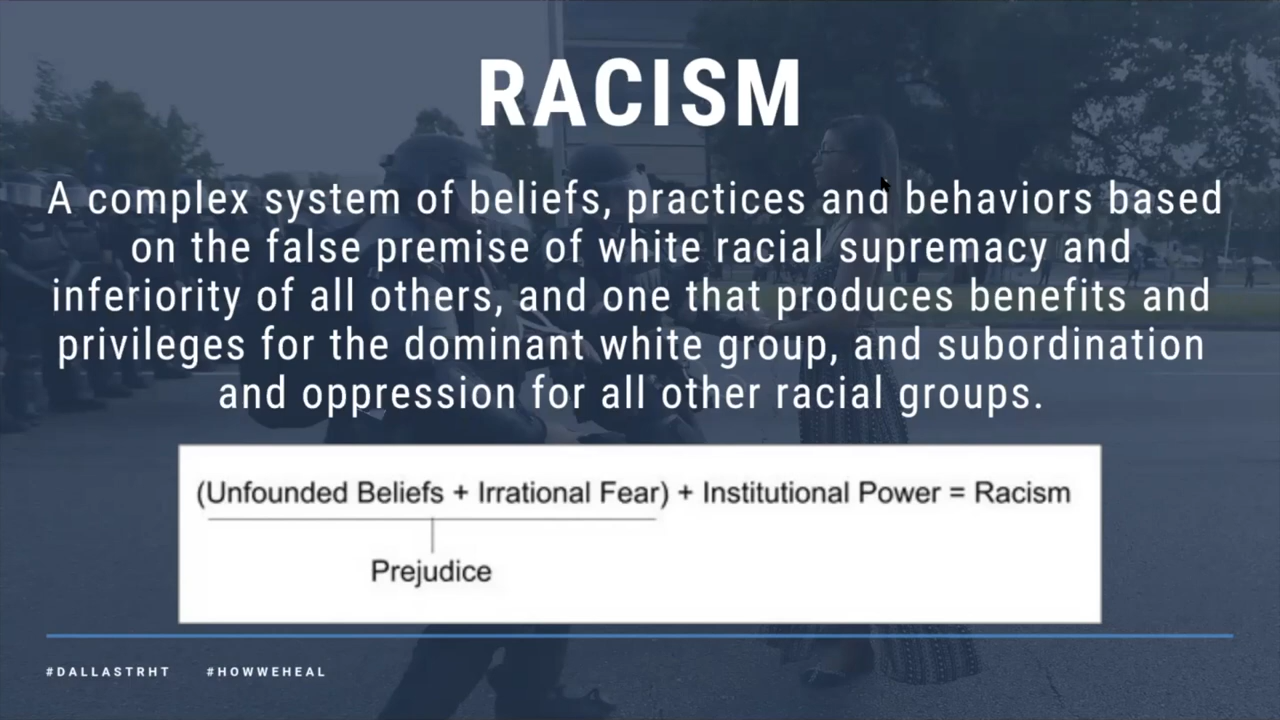 RACISM
A complex system of beliefs, practices and behaviors based
on the false premise of white racial supremacy and
inferiority of all others, and one that produces benefits and
privileges for the dominant white group, and subordination
and oppression for all other racial groups.
(Unfounded Beliefs + Irrational Fear) + Institutional Power = Racism
Prejudice
#DALLASTRHT #HOWWEHEAL